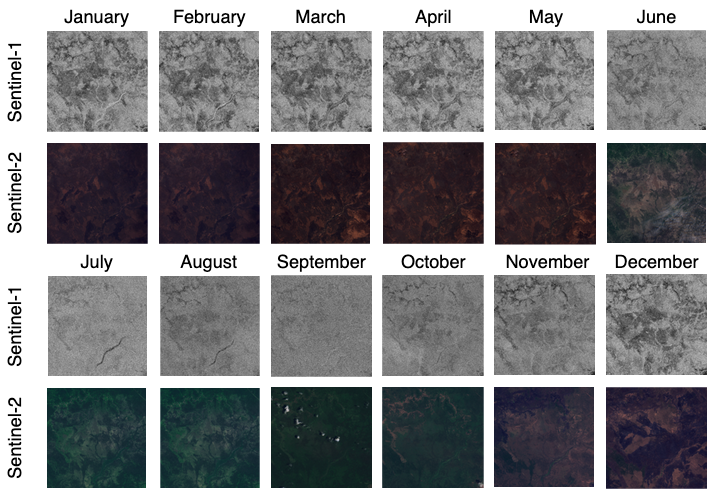 January February March April May June
Sentinel-1
Sentinel-2
July August September October November December
Sentinel-1
Sentinel-2